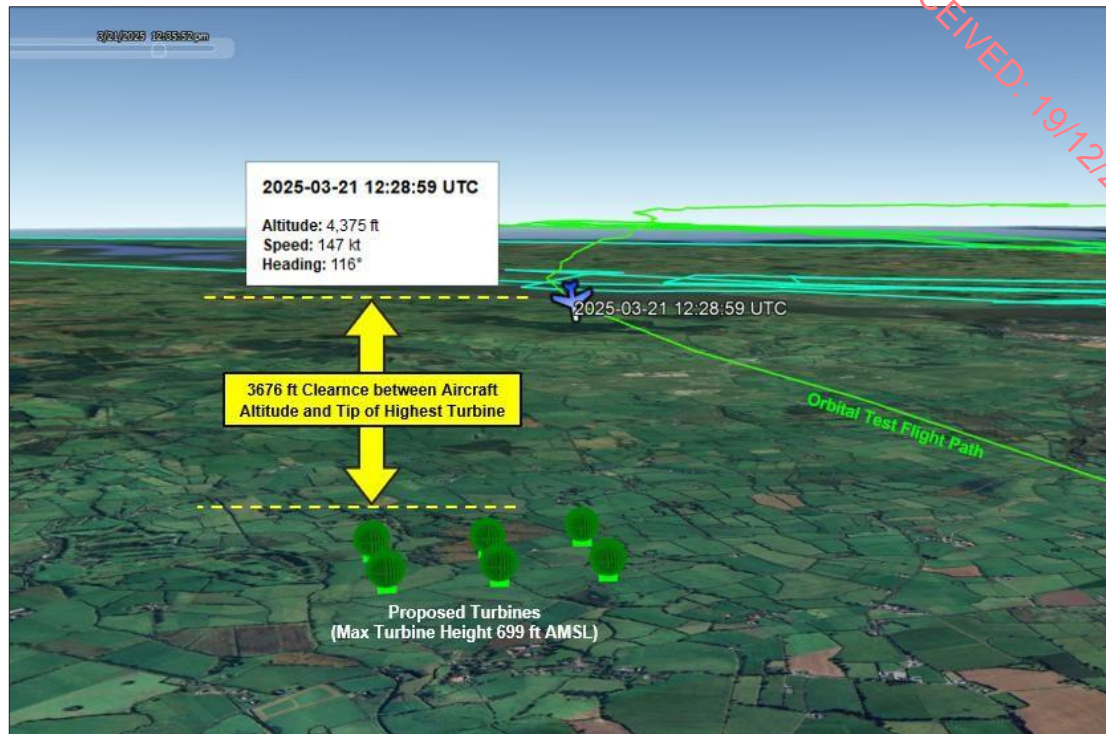 CEIVED: 19/12/2
3/21/2025 12:35:52 pm
2025-03-21 12:28:59 UTC
Altitude: 4,375 ft
Speed: 147 kt
Heading: 116°
2025-03-21 12:28:59 UTC
3676 ft Clearnce between Aircraft
Altitude and Tip of Highest Turbine
Orbital Test Flight Path
Proposed Turbines
(Max Turbine Height 699 ft AMSL)